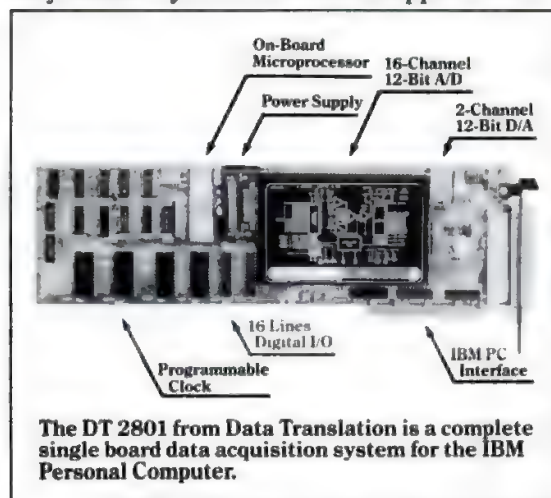 On-Board
Microprocessor
16-Channel
12-Bit A/D
Power Supply
2-Channel
12-Bit D/A
16 Lines
Digital I/O
IBM PC
Interface
Programmable
Clock
The DT 2801 from Data Translation is a complete
single board data acquisition system for the IBM
Personal Computer.